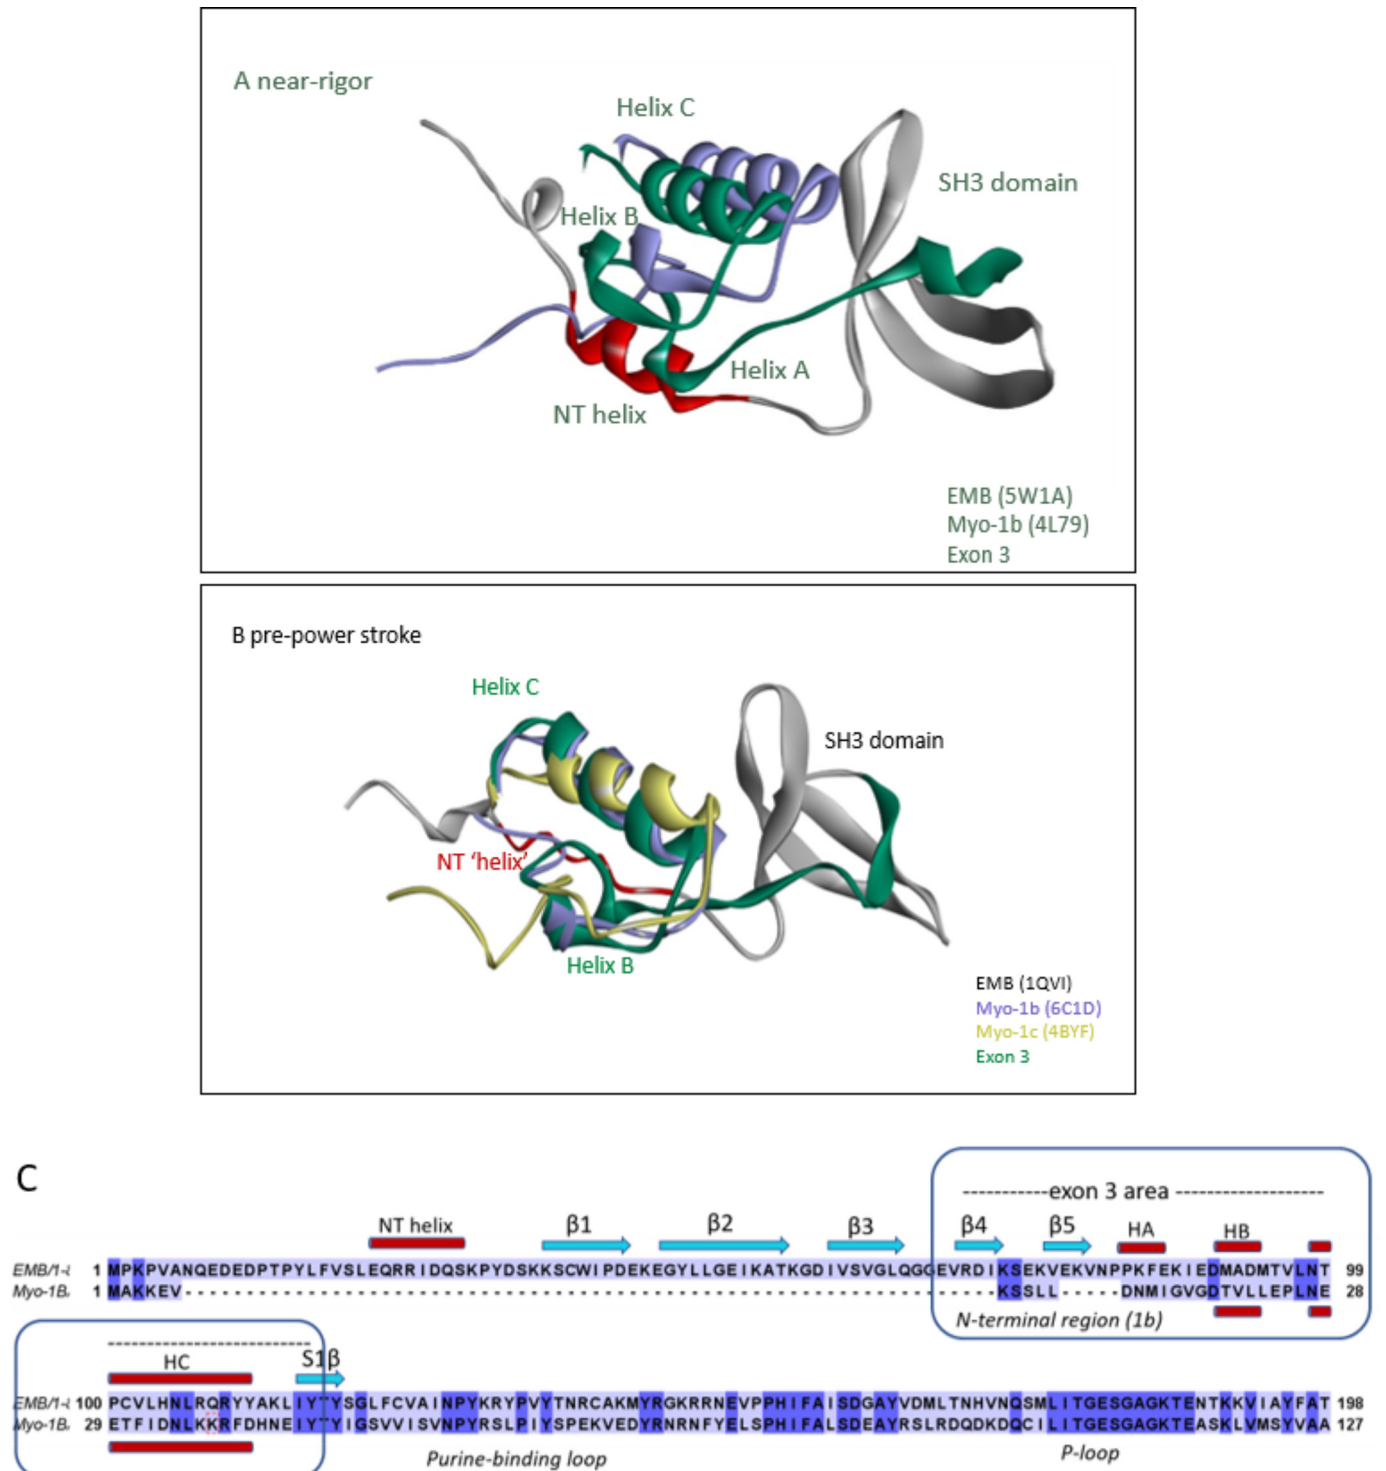 A near-rigor
Helix C
SH3 domain
Helix B
Helix A
NT helix
EMB (5W1A)
Myo-1b (4L79)
Exon 3
B pre-power stroke
Helix C
SH3 domain
NT ‘helix’
Helix B
EMB (1QVI)
Myo-1b (6C1D)
Myo-1c (4BYF)
Exon 3
C
-----------exon 3 area -------------------
NT helix β1 β2 β3 β4 β5 HA HB
EMB/1-l 1 MPKPVANQEDEDPTPYLFVSLEQRRIDQSKPYDSKKSCWIPDEKEGYLLGEIKATKGDIVSVGLQGGEVRDIKSEKVEKVNPPKFEKIEDMADMTVLNT 99
Myo-1B 1 MAKKEV------------------------------------------------------------------KSSLL-----DNMIGVGDTVLLEPLNE 28
N-terminal region (1b)
--------------------------
HC S1β
EMB/1-l 100 PCVLHNLRQRYYAKLIYTYSGLFCVAINPYKRYPVYTNRCAKMYRGKRRNEVPPHIFAISDGAYVDMLTNHVNQSMLITGESGAGKTENTKKVIAYFAT 198
Myo-1B 29 ETFIDNLKKRFDHNEIYTYIGSVVISVNPYRSLPIYSPEKVEDYRNRNFYELSPHIFALSDEAYRSLRDQDKDQCILITGESGAGKTEASKLVMSYVAA 127
Purine-binding loop P-loop